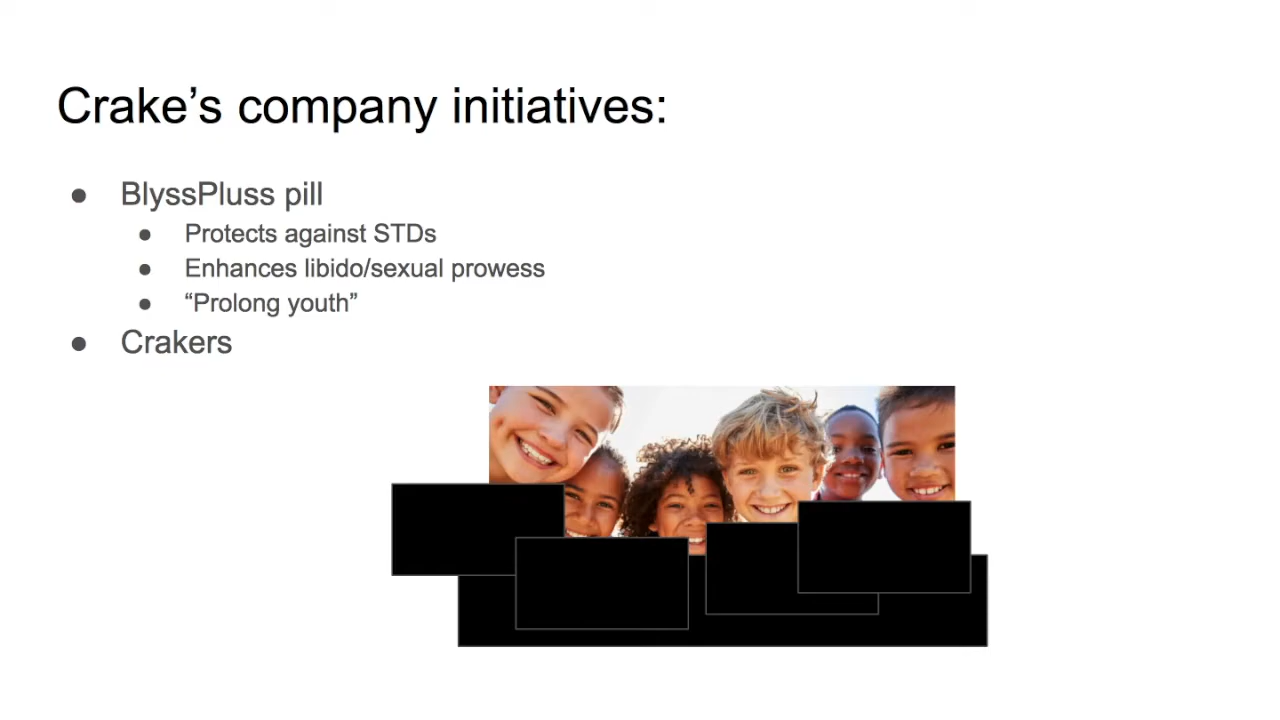 Crake’s company initiatives:
● BlyssPluss pill
● Protects against STDs
● Enhances libido/sexual prowess
● “Prolong youth”
● Crakers